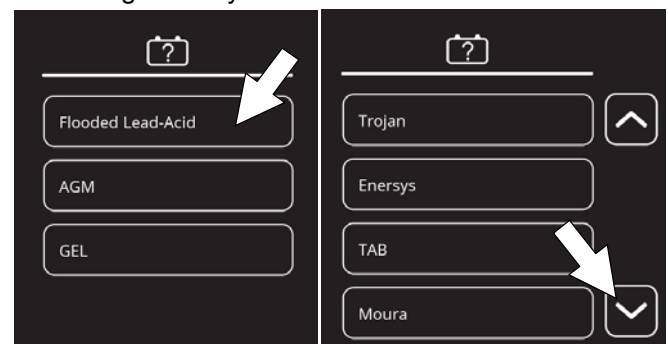 ?
Flooded Lead-Acid
AGM
GEL
?
Trojan
Enersys
TAB
Moura